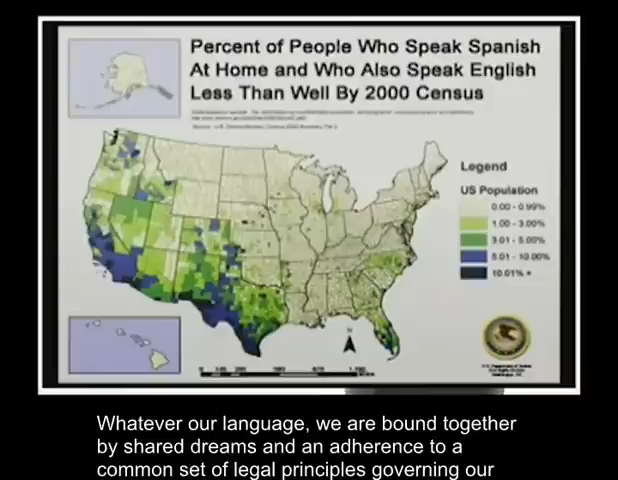 Percent of People Who Speak Spanish
At Home and Who Also Speak English
Less Than Well By 2000 Census
Legend
US Population
0.00 - 0.99%
1.00 - 3.00%
3.01 - 5.00%
5.01 - 10.00%
10.01% +
N
Whatever our language, we are bound together
by shared dreams and an adherence to a
common set of legal principles governing our